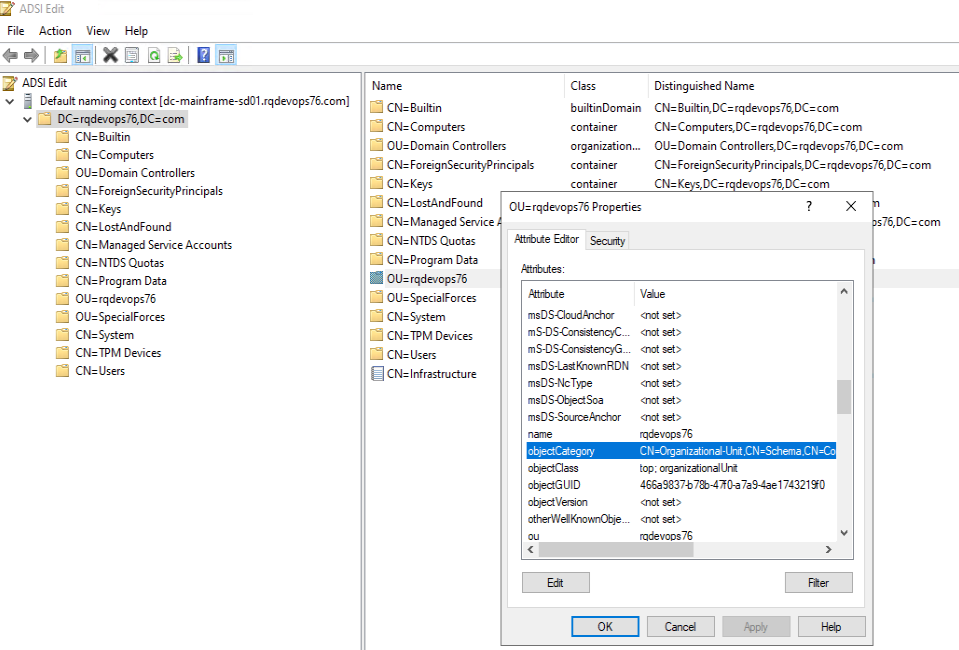 ADSI Edit
File Action View Help
ADSI Edit
Default naming context [dc-mainframe-sd01.rqdevops76.com]
DC=rqdevops76,DC=com
CN=Builtin
CN=Computers
OU=Domain Controllers
CN=ForeignSecurityPrincipals
CN=Keys
CN=LostAndFound
CN=Managed Service Accounts
CN=NTDS Quotas
CN=Program Data
OU=rqdevops76
OU=SpecialForces
CN=System
CN=TPM Devices
CN=Users
Name Class Distinguished Name
CN=Builtin builtinDomain CN=Builtin,DC=rqdevops76,DC=com
CN=Computers container CN=Computers,DC=rqdevops76,DC=com
OU=Domain Controllers organization... OU=Domain Controllers,DC=rqdevops76,DC=com
CN=ForeignSecurityPrincipals container CN=ForeignSecurityPrincipals,DC=rqdevops76,DC=com
CN=Keys container CN=Keys,DC=rqdevops76,DC=com
CN=LostAndFound
CN=Managed Service
CN=NTDS Quotas
CN=Program Data
OU=rqdevops76
OU=SpecialForces
CN=System
CN=TPM Devices
CN=Users
CN=Infrastructure
OU=rqdevops76 Properties ? X
Attribute Editor Security
Attributes:
Attribute Value
msDS-CloudAnchor <not set>
mS-DS-ConsistencyC... <not set>
mS-DS-ConsistencyG... <not set>
msDS-LastKnownRDN <not set>
msDS-NcType <not set>
msDS-ObjectSoa <not set>
msDS-SourceAnchor <not set>
name rqdevops76
objectCategory CN=Organizational-Unit,CN=Schema,CN=Co
objectClass top; organizationalUnit
objectGUID 466a9837-b78b-47f0-a7a9-4ae1743219f0
objectVersion <not set>
otherWellKnownObje... <not set>
ou rqdevops76
Edit Filter
OK Cancel Apply Help